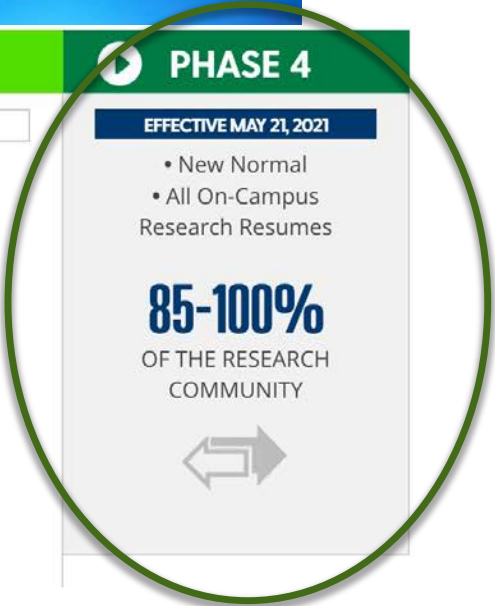 PHASE 4
EFFECTIVE MAY 21, 2021
• New Normal
• All On-Campus
Research Resumes
85-100%
OF THE RESEARCH
COMMUNITY